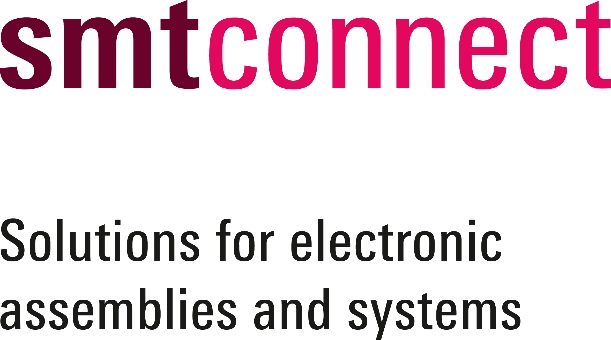 smtconnect
Solutions for electronic
assemblies and systems